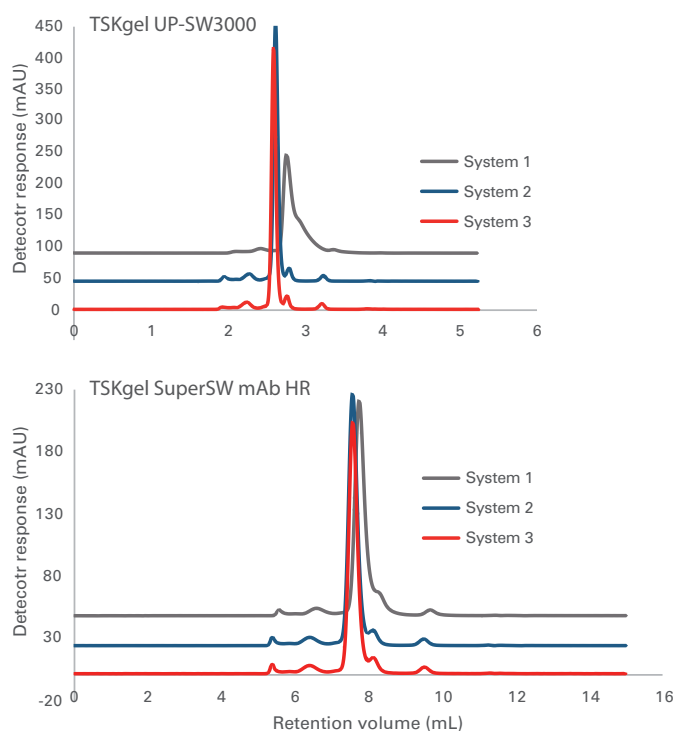 TSKgel UP-SW3000
Detecotr response (mAU)
450
400
350
300
250
200
150
100
50
0
System 1
System 2
System 3
0 1 2 3 4 5 6
TSKgel SuperSW mAb HR
Detecotr response (mAU)
230
180
130
80
30
-20
System 1
System 2
System 3
0 2 4 6 8 10 12 14 16
Retention volume (mL)